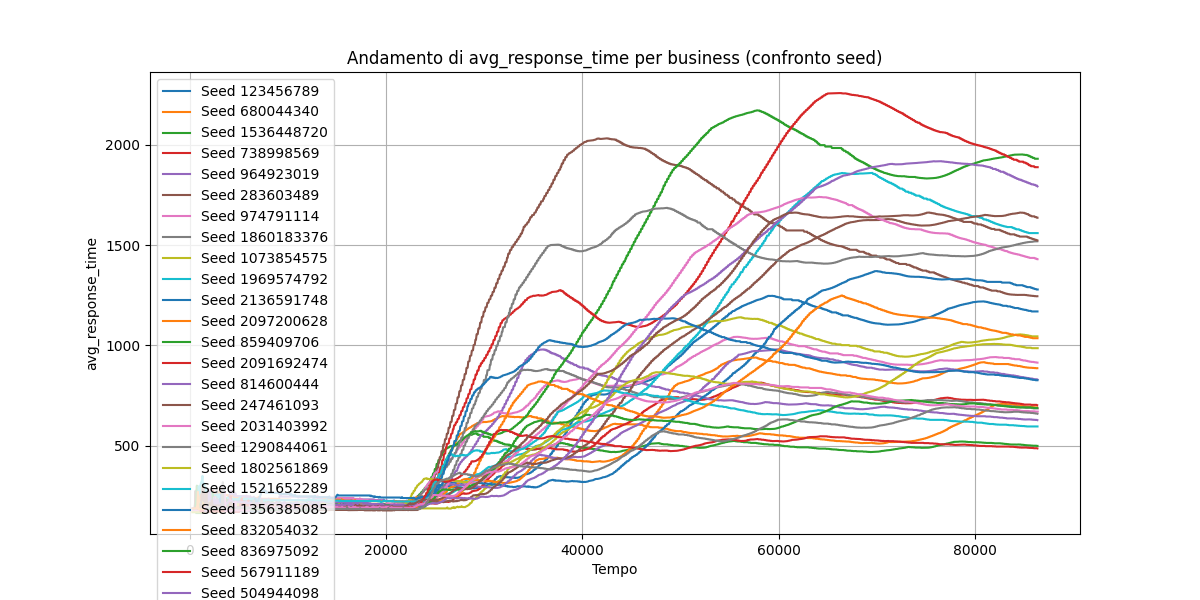 Andamento di avg_response_time per business (confronto seed)
avg_response_time
2000
1500
1000
500
Seed 123456789
Seed 680044340
Seed 1536448720
Seed 738998569
Seed 964923019
Seed 283603489
Seed 974791114
Seed 1860183376
Seed 1073854575
Seed 1969574792
Seed 2136591748
Seed 2097200628
Seed 859409706
Seed 2091692474
Seed 814600444
Seed 247461093
Seed 2031403992
Seed 1290844061
Seed 1802561869
Seed 1521652289
Seed 1356385085
Seed 832054032
Seed 836975092
Seed 567911189
Seed 504944098
0 20000 40000 60000 80000
Tempo